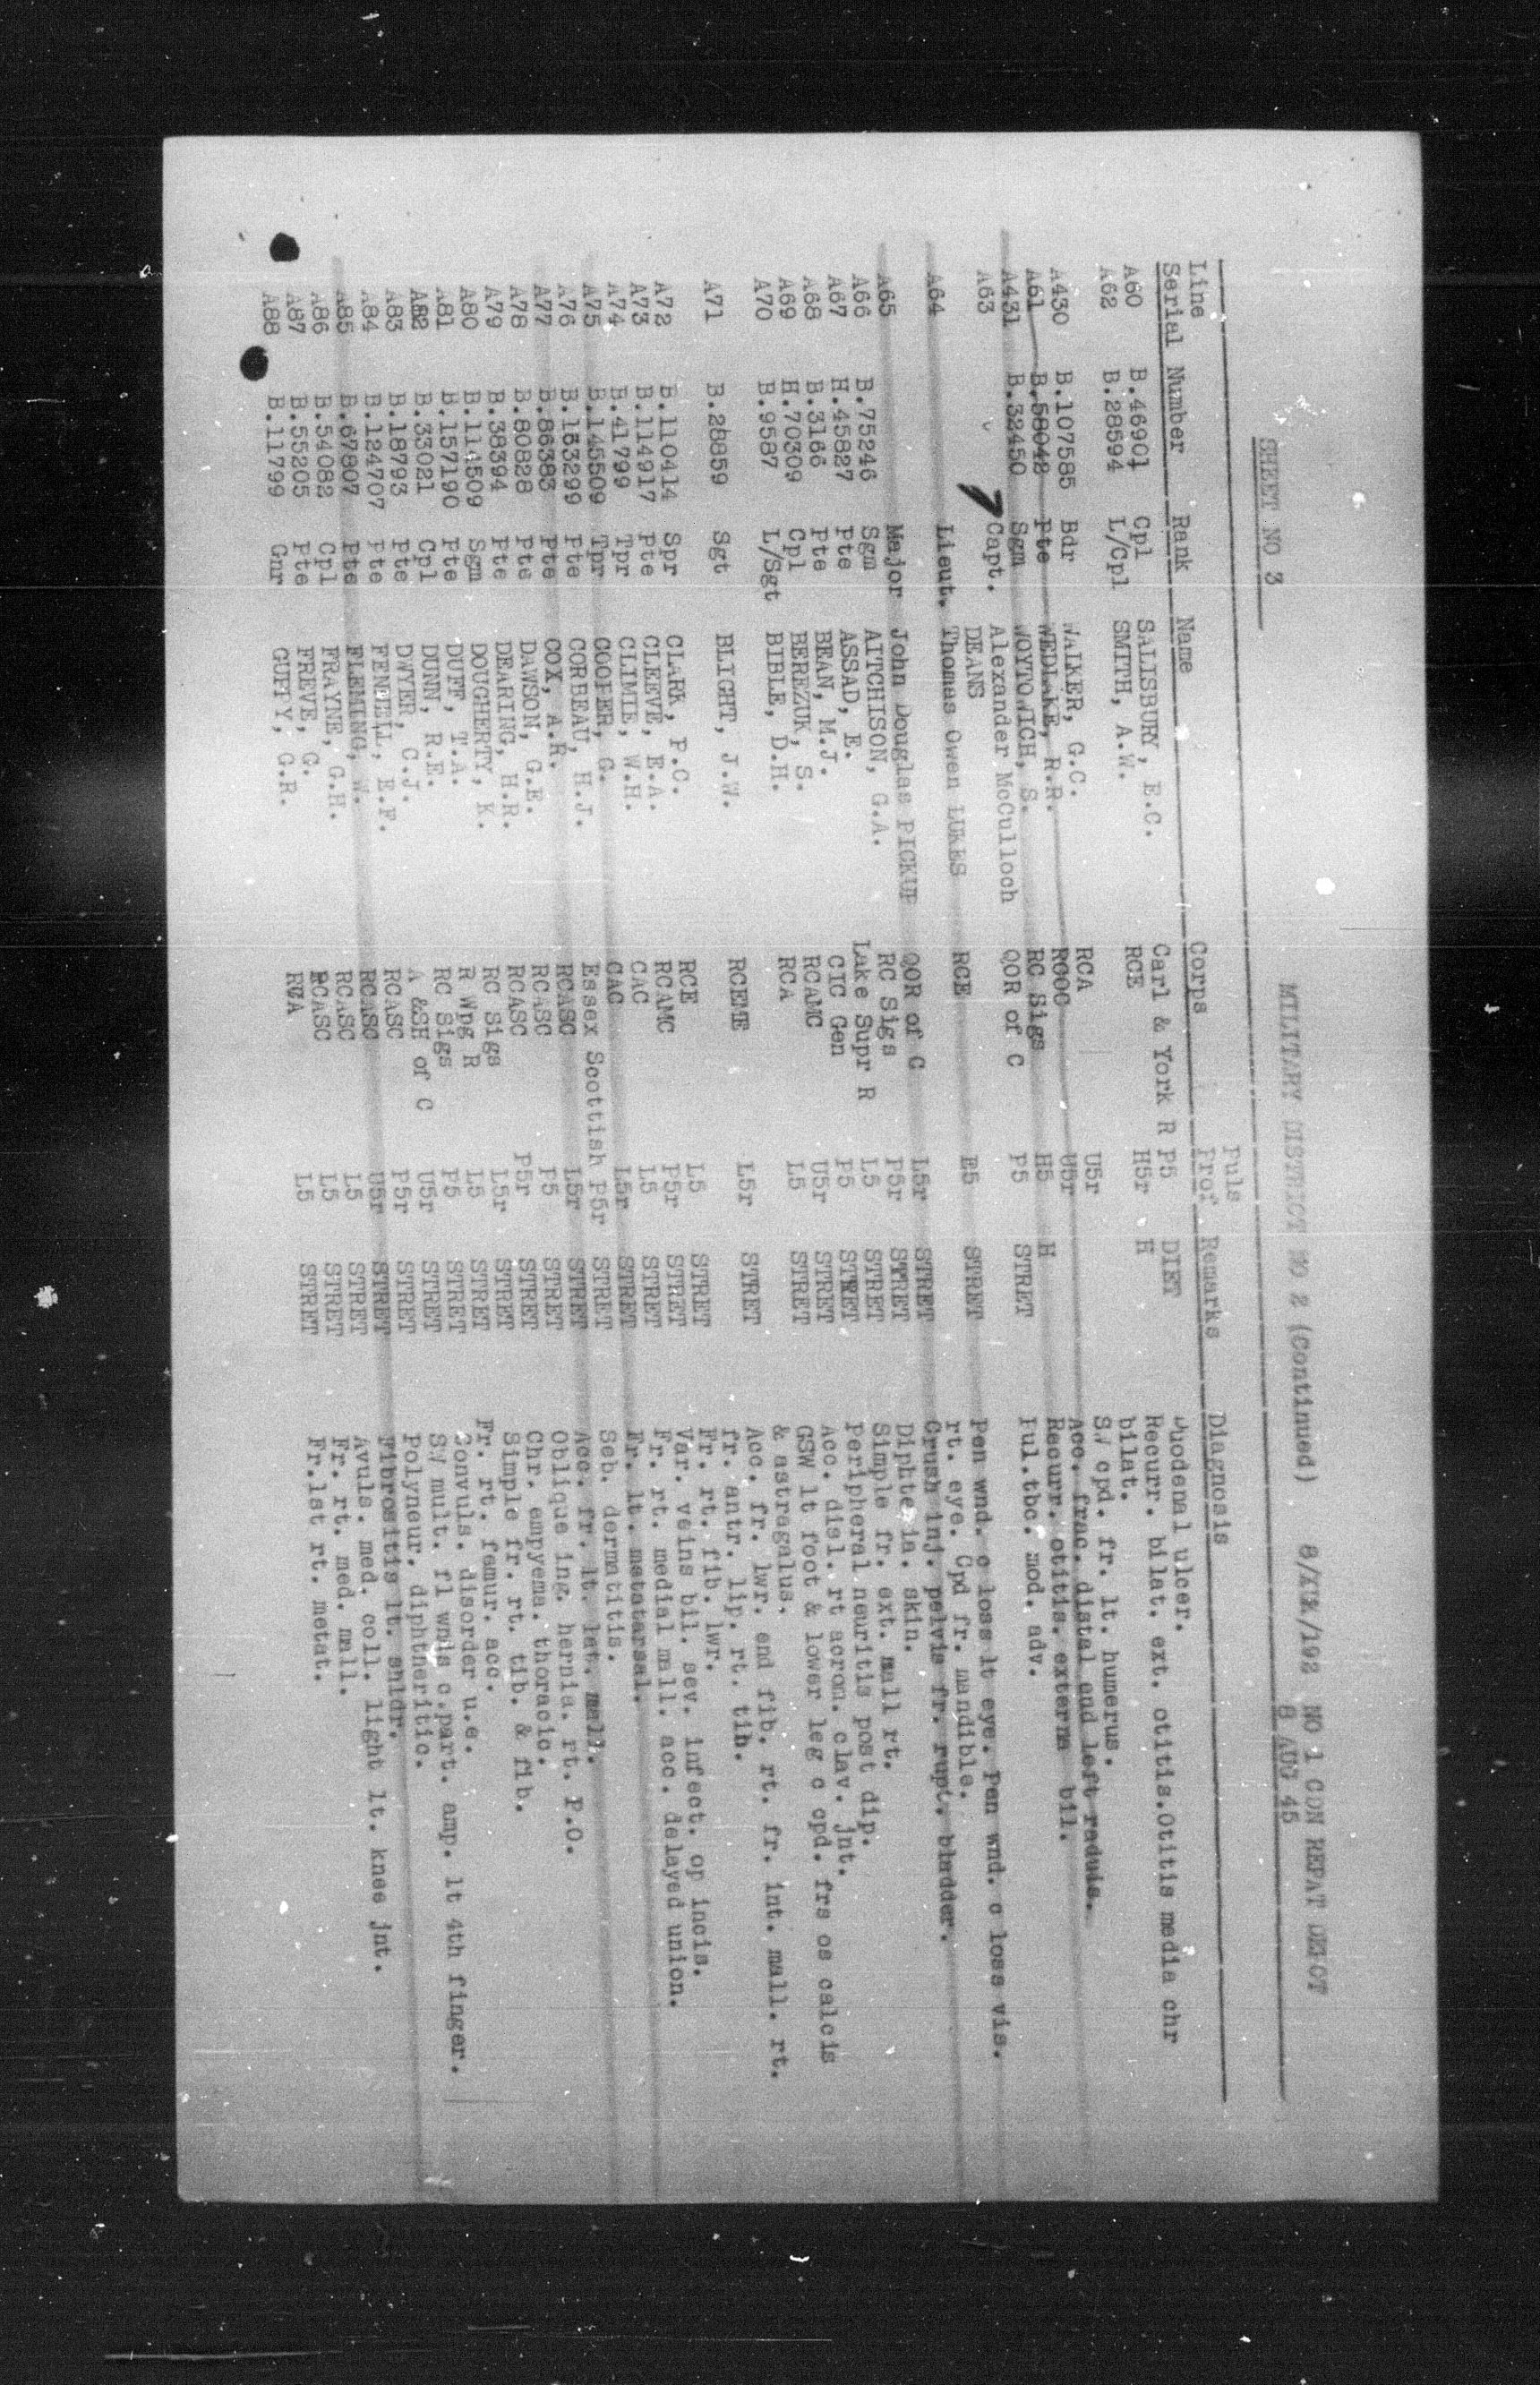 MILITARY DISTRICT NO 2 (Continued) 8/XIX/102 NO 1 CDN REPAT DEPOT
SHEET NO 3 8 AUG 45
Line Puls
Serial Number Rank Name Corps Prof Remarks Diagnosis
A60 B.46901 Cpl SALISBURY, E.C. Carl & York R P5 DIET Duodenal ulcer.
A62 B.28594 L/Cpl SMITH, A.W. RCE H5r H Recurr. bilat. ext. otitis.Otitis media chr
bilat.
A430 B.107585 Bdr WALKER, G.C. RCA U5r SW cpd. fr. lt. humerus.
A61 B.58042 Pte WEDLAKE, R.R. RCOC U5r Acc. frac. distal end left raduis.
A431 B.32450 Sgm WOYTOWICH, S. RC Sigs H5 H Recurr. otitis. externa bil.
A63 Capt. Alexander McCulloch QOR of C P5 STRET Pul.tbc. mod. adv.
DEANS
A64 Lieut. Thomas Owen LUKES RCE E5 STRET Pen wnd. c loss lt eye. Pen wnd. c loss vis.
rt. eye. Cpd fr. mandible.
A65 Major John Douglas PICKUP QOR of C L5r STRET Crush inj. pelvis fr. rupt. bladder.
A66 B.75246 Sgm AITCHISON, G.A. RC Sigs P5r STRET Diphteria. skin.
A67 H.45827 Pte ASSAD, E. Lake Supr R L5 STRET Simple fr. ext. mall rt.
A68 B.3166 Pte BEAN, M.J. CIC Gen P5 STRET Peripheral neuritis post dip.
A69 H.70309 Cpl BEREZUK, S. RCAMC U5r STRET Acc. disl. rt acron. clav. jnt.
A70 B.9587 L/Sgt BIBLE, D.H. RCA L5 STRET GSW lt foot & lower leg c cpd. frs os calcis
& astragalus.
A71 B.28859 Sgt BLIGHT, J.W. RCEME L5r STRET Acc. fr. lwr. end fib. rt. fr. int. mall. rt.
fr. antr. lip. rt. tib.
A72 B.110414 Spr CLARK, P.C. RCE L5 STRET Fr. rt. fib. lwr.
A73 B.114917 Pte CLEEVE, E.A. RCAMC P5r STRET Var. veins bil. sev. infect. op incis.
A74 B.41799 Tpr CLIMIE, W.H. CAC L5 STRET Fr. rt. medial mall. acc. delayed union.
A75 B.145509 Tpr COOPER, G. CAC L5r STRET Fr. lt. metatarsal.
A76 B.163299 Pte CORBEAU, H.J. Essex Scottish P5r STRET Seb. dermatitis.
A77 B.86383 Pte COX, A.R. RCASC L5r STRET Acc. fr. lt. lat. mall.
A78 B.80828 Pte DAWSON, G.E. RCASC P5 STRET Oblique ing. hernia. rt. P.O.
A79 B.38394 Pte DEARING, H.R. RCASC P5r STRET Chr. empyema. thoracic.
A80 B.114509 Sgm DOUGHERTY, K. RC Sigs L5r STRET Simple fr. rt. tib. & fib.
A81 B.157190 Pte DUFF, T.A. R Wpg R L5 STRET Fr. rt. femur. acc.
A82 B.33021 Cpl DUNN, R.E. RC Sigs P5 STRET Convuls. disorder u.e.
A83 B.18793 Pte DWYER, C.J. A &SH of C U5r STRET SW mult. fl wnds c.part. amp. lt 4th finger.
A84 B.124707 Pte FENNELL, E.F. RCASC P5r STRET Polyneur. diphtheritic.
A85 B.67807 Pte FLEMING, W. RCASC U5r STRET Fibrositis lt. shldr.
A86 B.54082 Cpl FRAYNE, G.H. RCASC L5 STRET Avuls. med. coll. light lt. knee jnt.
A87 B.55205 Pte FREVE, G. RCASC L5 STRET Fr. rt. med. mall.
A88 B.11799 Gnr GUFTY, G.R. RCA L5 STRET Fr.1st rt. metat.